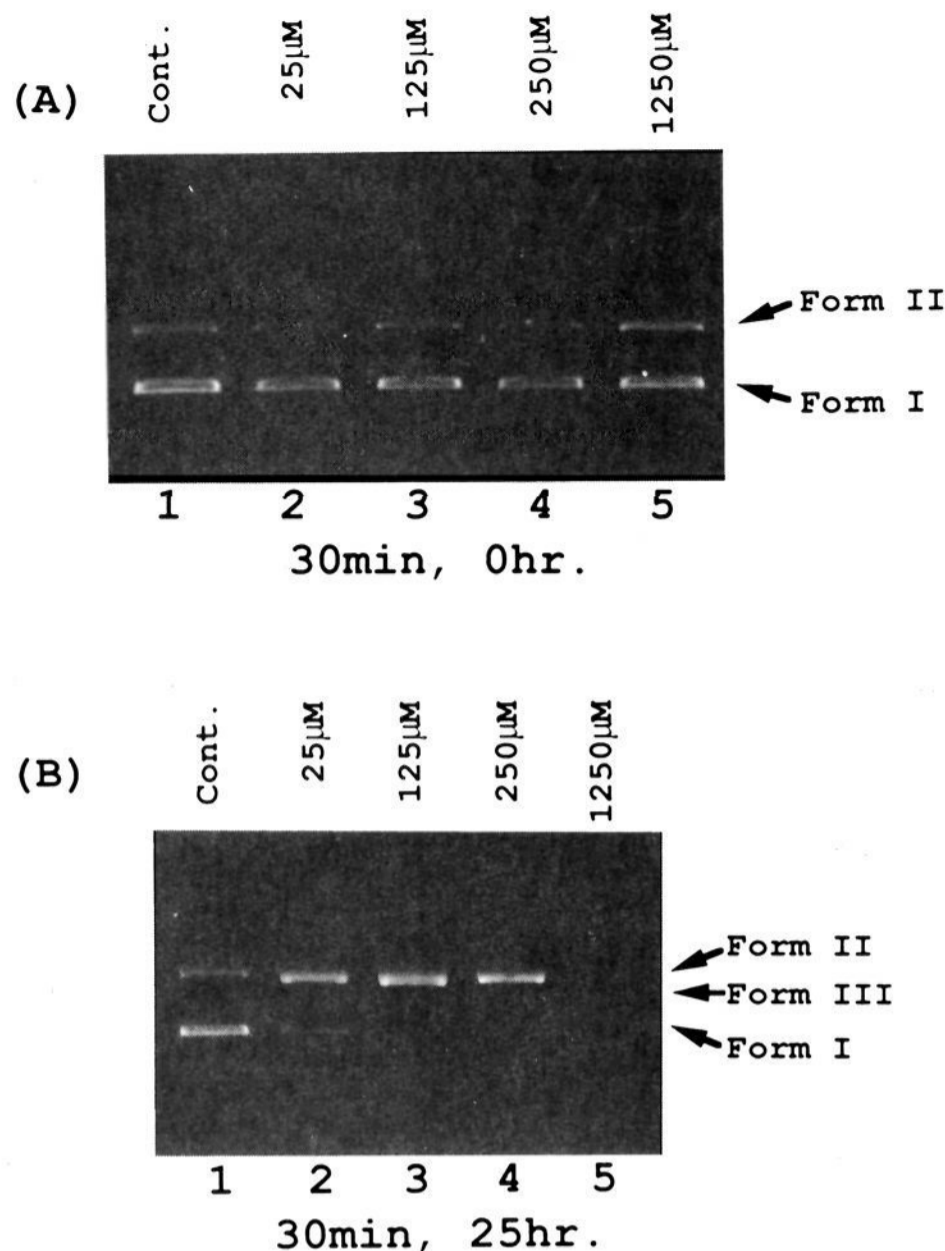 (A)
Cont. 25μM 125μM 250μM 1250μM
Form II
Form I
1 2 3 4 5
30min, 0hr.
(B)
Cont. 25μM 125μM 250μM 1250μM
Form II
Form III
Form I
1 2 3 4 5
30min, 25hr.